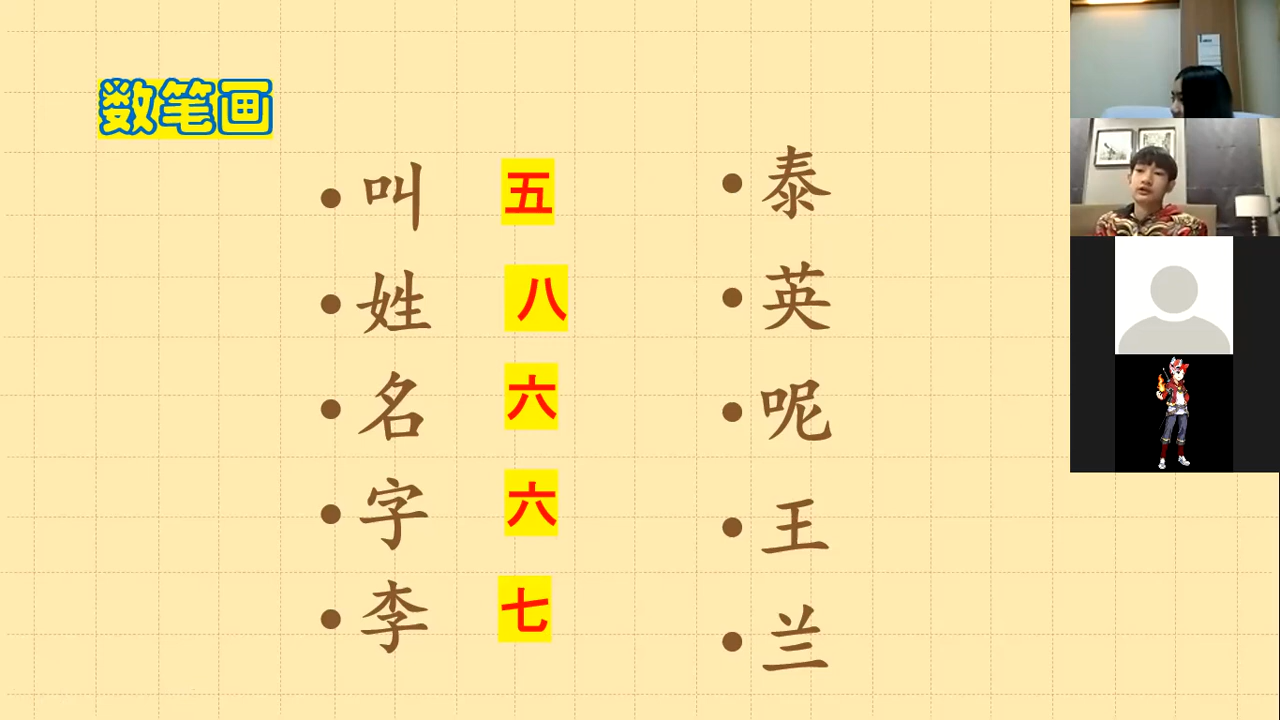 数笔画
• 叫 五
• 姓 八
• 名 六
• 字 六
• 李 七
• 泰
• 英
• 呢
• 王
• 兰